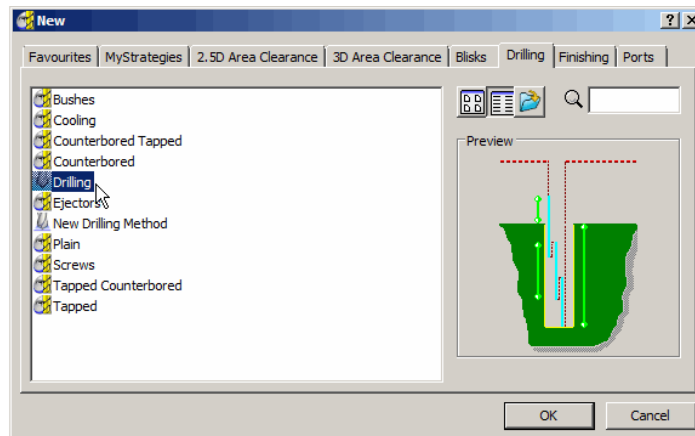 New
Favourites MyStrategies 2.5D Area Clearance 3D Area Clearance Blisks Drilling Finishing Ports
Bushes
Cooling
Counterbored Tapped
Counterbored
Drilling
Ejectors
New Drilling Method
Plain
Screws
Tapped Counterbored
Tapped
Preview
OK Cancel